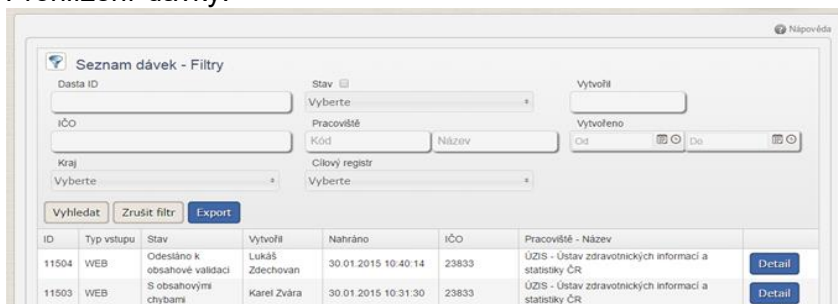 Prohlížení dávky:
Nápověda
Seznam dávek - Filtry
Dasta ID Stav Vytvořil
Vyberte
IČO Pracoviště Vytvořeno
Kód Název Od Do
Kraj Cílový registr
Vyberte Vyberte
Vyhledat Zrušit filtr Export
ID Typ vstupu Stav Vytvořil Nahráno IČO Pracoviště - Název
11504 WEB Odesláno k obsahové validaci Lukáš Zdechovan 30.01.2015 10:40:14 23833 ÚZIS - Ústav zdravotnických informací a statistiky ČR Detail
11503 WEB S obsahovými chybami Karel Zvára 30.01.2015 10:31:30 23833 ÚZIS - Ústav zdravotnických informací a statistiky ČR Detail